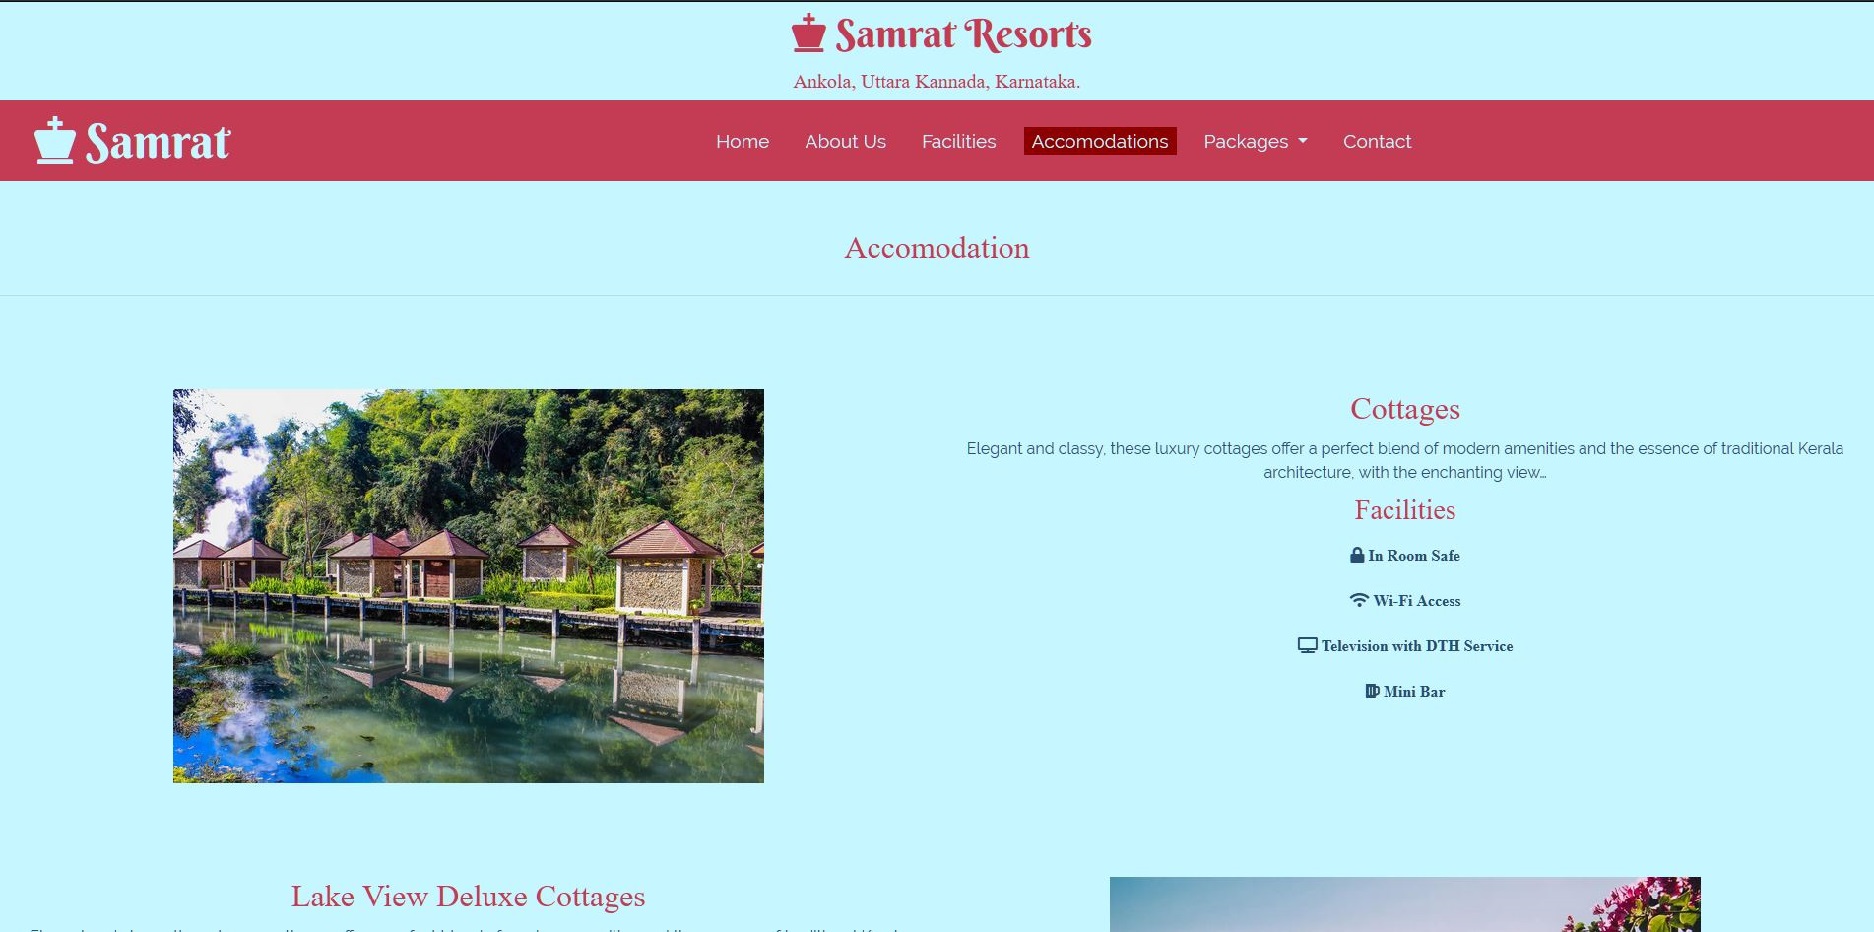 Samrat Resorts
Ankola, Uttara Kannada, Karnataka.
Samrat
Home About Us Facilities Accomodations Packages Contact
Accomodation
Cottages
Elegant and classy, these luxury cottages offer a perfect blend of modern amenities and the essence of traditional Kerala
architecture, with the enchanting view...
Facilities
In Room Safe
Wi-Fi Access
Television with DTH Service
Mini Bar
Lake View Deluxe Cottages